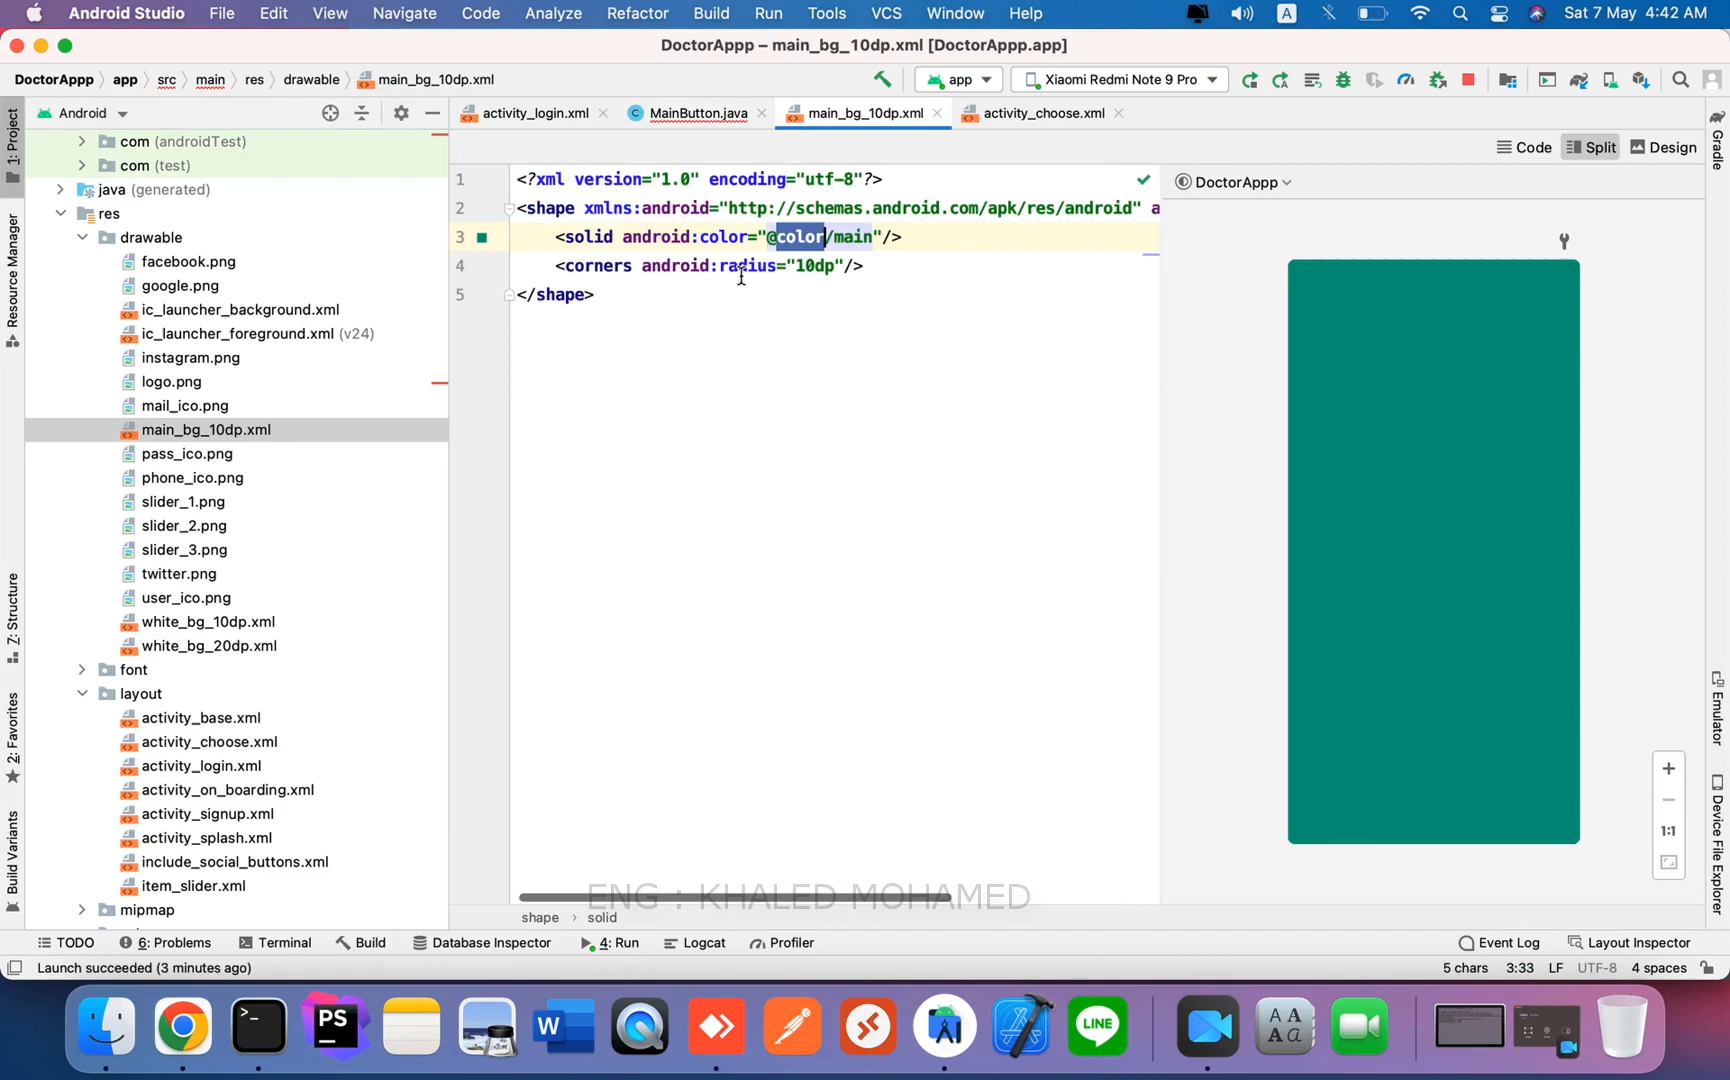 Android Studio File Edit View Navigate Code Analyze Refactor Build Run Tools VCS Window Help A Sat 7 May 4:42 AM
DoctorAppp – main_bg_10dp.xml [DoctorAppp.app]
DoctorAppp app src main res drawable main_bg_10dp.xml app Xiaomi Redmi Note 9 Pro
Android activity_login.xml MainButton.java main_bg_10dp.xml activity_choose.xml
Code Split Design
com (androidTest)
com (test)
java (generated)
res
drawable
facebook.png
google.png
ic_launcher_background.xml
ic_launcher_foreground.xml (v24)
instagram.png
logo.png
mail_ico.png
main_bg_10dp.xml
pass_ico.png
phone_ico.png
slider_1.png
slider_2.png
slider_3.png
twitter.png
user_ico.png
white_bg_10dp.xml
white_bg_20dp.xml
font
layout
activity_base.xml
activity_choose.xml
activity_login.xml
activity_on_boarding.xml
activity_signup.xml
activity_splash.xml
include_social_buttons.xml
item_slider.xml
mipmap
1 <?xml version="1.0" encoding="utf-8"?>
2 <shape xmlns:android="http://schemas.android.com/apk/res/android" a
3 <solid android:color="@color/main"/>
4 <corners android:radius="10dp"/>
5 </shape>
DoctorAppp
1:1
ENG : KHALED MOHAMED
shape › solid
1: Project
Resource Manager
7: Structure
2: Favorites
Build Variants
Gradle
Emulator
Device File Explorer
TODO 6: Problems Terminal Build Database Inspector 4: Run Logcat Profiler Event Log Layout Inspector
Launch succeeded (3 minutes ago) 5 chars 3:33 LF UTF-8 4 spaces
>_ PS W LINE A A A a